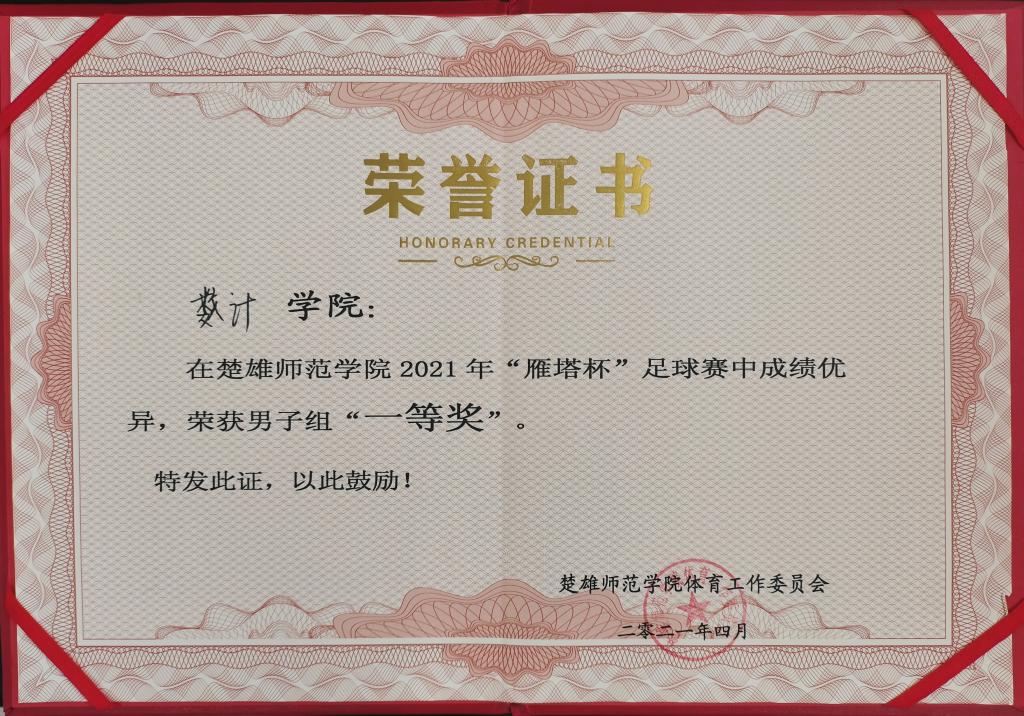 荣誉证书
HONORARY CREDENTIAL
数计 学院：
在楚雄师范学院 2021 年“雁塔杯”足球赛中成绩优
异，荣获男子组“一等奖”。
特发此证，以此鼓励！
楚雄师范学院体育工作委员会
二零二一年四月